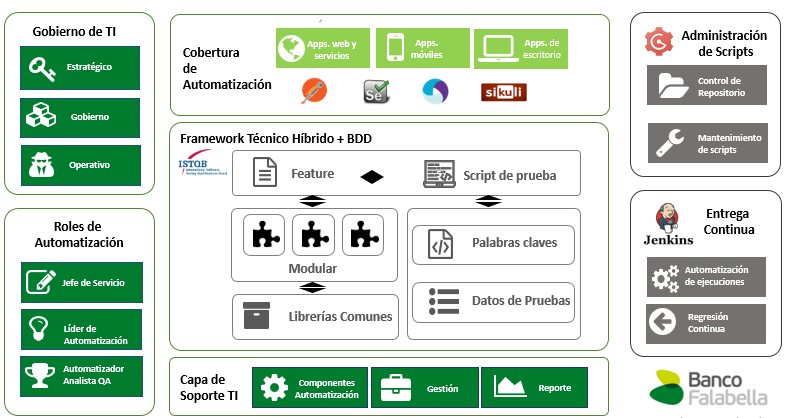 Gobierno de TI
Estratégico
Gobierno
Operativo
Roles de
Automatización
Jefe de Servicio
Líder de
Automatización
Automatizador
Analista QA
Cobertura
de
Automatización
Apps. web y
servicios
Apps.
móviles
Apps. de
escritorio
Se
sikuli
Framework Técnico Híbrido + BDD
ISTQB
Feature
Script de prueba
Modular
Librerías Comunes
Palabras claves
Datos de Pruebas
Capa de
Soporte TI
Componentes
Automatización
Gestión
Reporte
Administración
de Scripts
Control de
Repositorio
Mantenimiento
de scripts
Jenkins
Entrega
Continua
Automatización
de ejecuciones
Regresión
Continua
Banco
Falabella